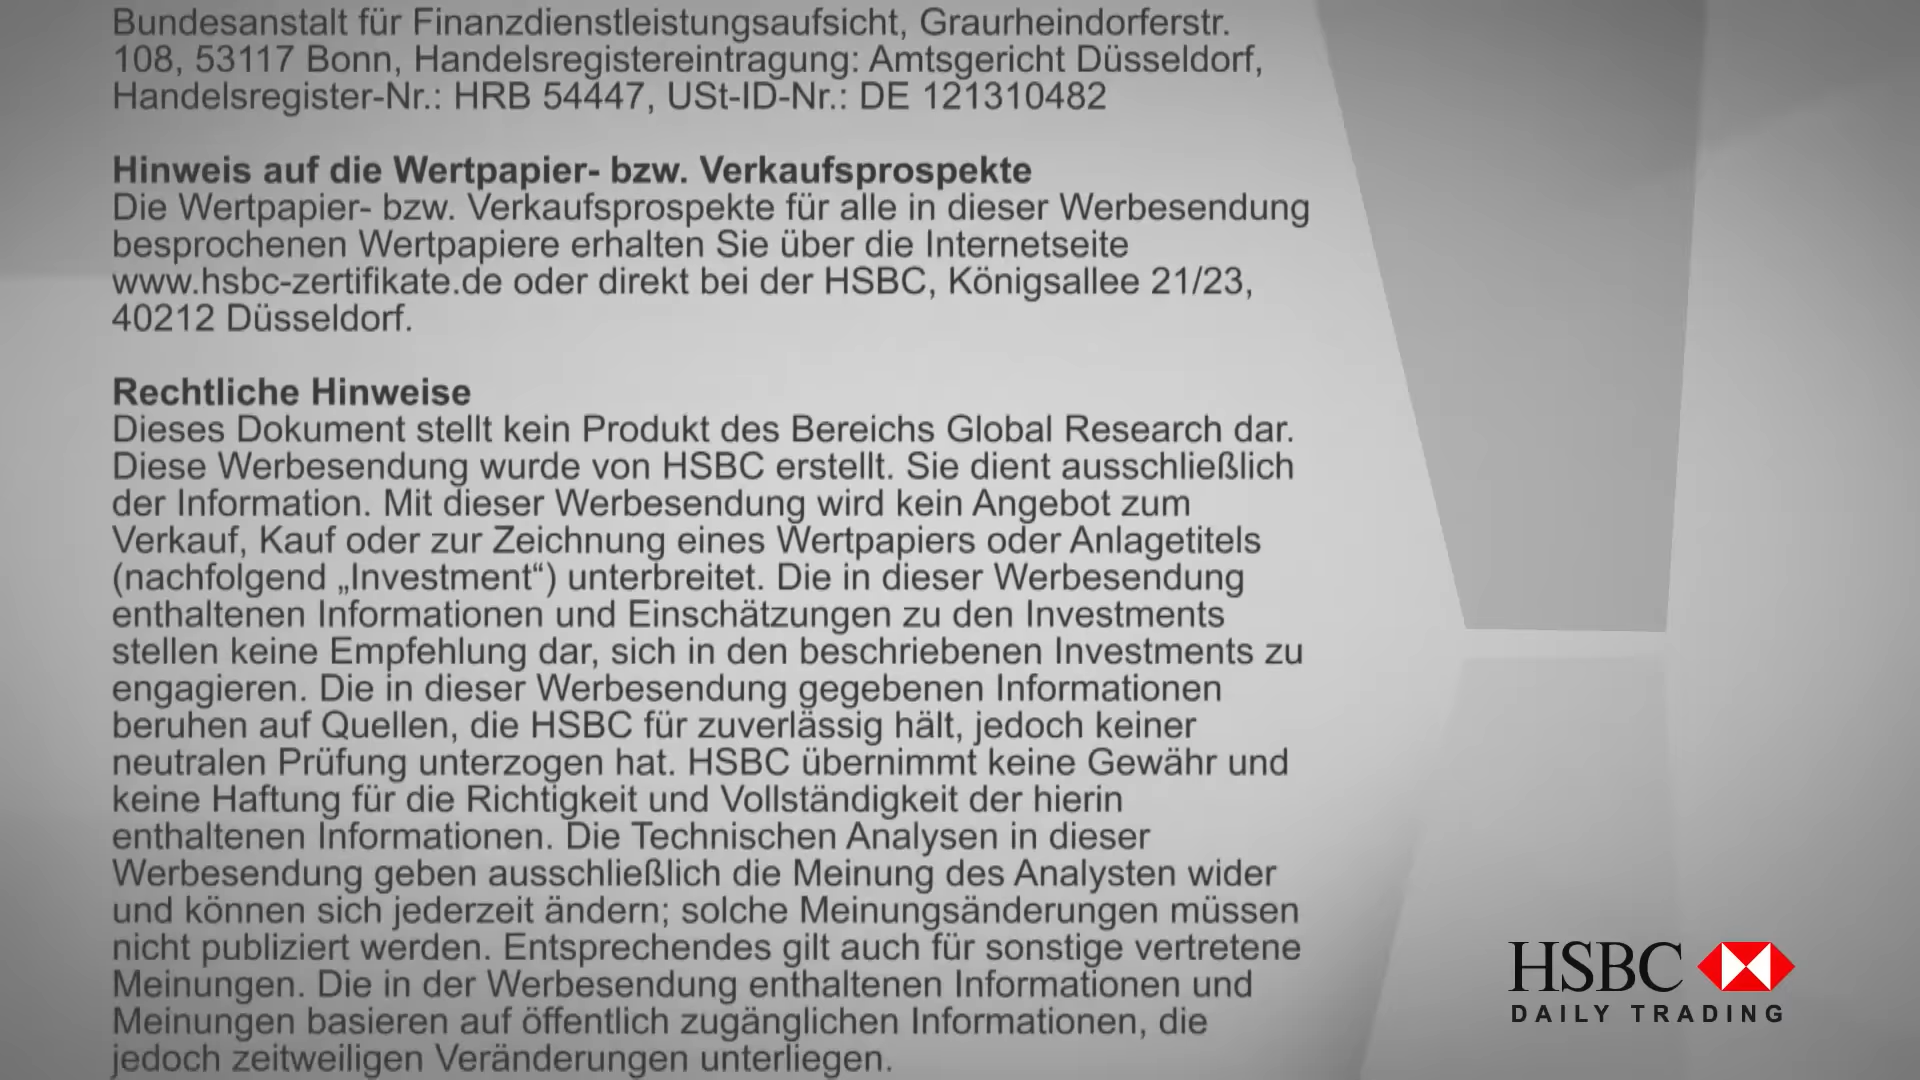 Bundesanstalt für Finanzdienstleistungsaufsicht, Graurheindorferstr.
108, 53117 Bonn, Handelsregistereintragung: Amtsgericht Düsseldorf,
Handelsregister-Nr.: HRB 54447, USt-ID-Nr.: DE 121310482
Hinweis auf die Wertpapier- bzw. Verkaufsprospekte
Die Wertpapier- bzw. Verkaufsprospekte für alle in dieser Werbesendung
besprochenen Wertpapiere erhalten Sie über die Internetseite
www.hsbc-zertifikate.de oder direkt bei der HSBC, Königsallee 21/23,
40212 Düsseldorf.
Rechtliche Hinweise
Dieses Dokument stellt kein Produkt des Bereichs Global Research dar.
Diese Werbesendung wurde von HSBC erstellt. Sie dient ausschließlich
der Information. Mit dieser Werbesendung wird kein Angebot zum
Verkauf, Kauf oder zur Zeichnung eines Wertpapiers oder Anlagetitels
(nachfolgend „Investment“) unterbreitet. Die in dieser Werbesendung
enthaltenen Informationen und Einschätzungen zu den Investments
stellen keine Empfehlung dar, sich in den beschriebenen Investments zu
engagieren. Die in dieser Werbesendung gegebenen Informationen
beruhen auf Quellen, die HSBC für zuverlässig hält, jedoch keiner
neutralen Prüfung unterzogen hat. HSBC übernimmt keine Gewähr und
keine Haftung für die Richtigkeit und Vollständigkeit der hierin
enthaltenen Informationen. Die Technischen Analysen in dieser
Werbesendung geben ausschließlich die Meinung des Analysten wider
und können sich jederzeit ändern; solche Meinungsänderungen müssen
nicht publiziert werden. Entsprechendes gilt auch für sonstige vertretene
Meinungen. Die in der Werbesendung enthaltenen Informationen und
Meinungen basieren auf öffentlich zugänglichen Informationen, die
jedoch zeitweiligen Veränderungen unterliegen.
HSBC
DAILY TRADING